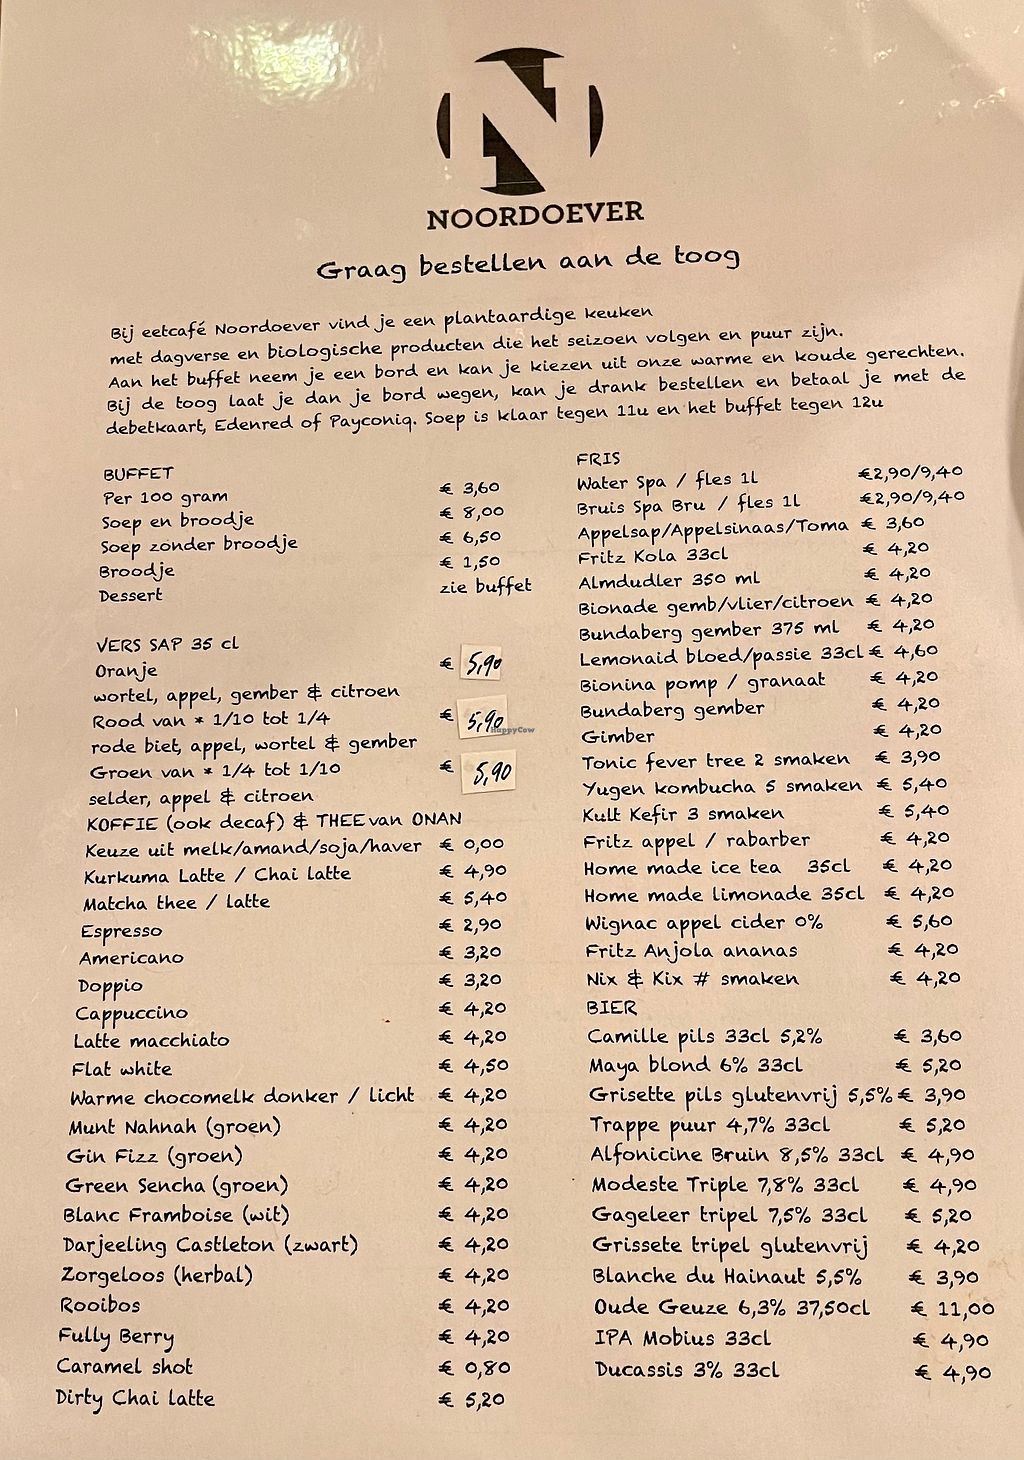 N
NOORDOEVER
Graag bestellen aan de toog
Bij eetcafé Noordoever vind je een plantaardige keuken
met dagverse en biologische producten die het seizoen volgen en puur zijn.
Aan het buffet neem je een bord en kan je kiezen uit onze warme en koude gerechten.
Bij de toog laat je dan je bord wegen, kan je drank bestellen en betaal je met de
debetkaart, Edenred of Payconiq. Soep is klaar tegen 11u en het buffet tegen 12u
BUFFET
Per 100 gram € 3,60
Soep en broodje € 8,00
Soep zonder broodje € 6,50
Broodje € 1,50
Dessert zie buffet
VERS SAP 35 cl
Oranje € 5,90
wortel, appel, gember & citroen
Rood van * 1/10 tot 1/4 € 5,90
HappyCow
rode biet, appel, wortel & gember
Groen van * 1/4 tot 1/10 € 5,90
selder, appel & citroen
KOFFIE (ook decaf) & THEE van ONAN
Keuze uit melk/amand/soja/haver € 0,00
Kurkuma Latte / Chai latte € 4,90
Matcha thee / latte € 5,40
Espresso € 2,90
Americano € 3,20
Doppio € 3,20
Cappuccino € 4,20
Latte macchiato € 4,20
Flat white € 4,50
Warme chocomelk donker / licht € 4,20
Munt Nahnah (groen) € 4,20
Gin Fizz (groen) € 4,20
Green Sencha (groen) € 4,20
Blanc Framboise (wit) € 4,20
Darjeeling Castleton (zwart) € 4,20
Zorgeloos (herbal) € 4,20
Rooibos € 4,20
Fully Berry € 4,20
Caramel shot € 0,80
Dirty Chai latte € 5,20
FRIS
Water Spa / fles 1l €2,90/9,40
Bruis Spa Bru / fles 1l €2,90/9,40
Appelsap/Appelsinaas/Toma € 3,60
Fritz Kola 33cl € 4,20
Almdudler 350 ml € 4,20
Bionade gemb/vlier/citroen € 4,20
Bundaberg gember 375 ml € 4,20
Lemonaid bloed/passie 33cl € 4,60
Bionina pomp / granaat € 4,20
Bundaberg gember € 4,20
Gimber € 4,20
Tonic fever tree 2 smaken € 3,90
Yugen kombucha 5 smaken € 5,40
Kult Kefir 3 smaken € 5,40
Fritz appel / rabarber € 4,20
Home made ice tea 35cl € 4,20
Home made limonade 35cl € 4,20
Wignac appel cider 0% € 5,60
Fritz Anjola ananas € 4,20
Nix & Kix # smaken € 4,20
BIER
Camille pils 33cl 5,2% € 3,60
Maya blond 6% 33cl € 5,20
Grisette pils glutenvrij 5,5% € 3,90
Trappe puur 4,7% 33cl € 5,20
Alfonicine Bruin 8,5% 33cl € 4,90
Modeste Triple 7,8% 33cl € 4,90
Gageleer tripel 7,5% 33cl € 5,20
Grissete tripel glutenvrij € 4,20
Blanche du Hainaut 5,5% € 3,90
Oude Geuze 6,3% 37,50cl € 11,00
IPA Mobius 33cl € 4,90
Ducassis 3% 33cl € 4,90